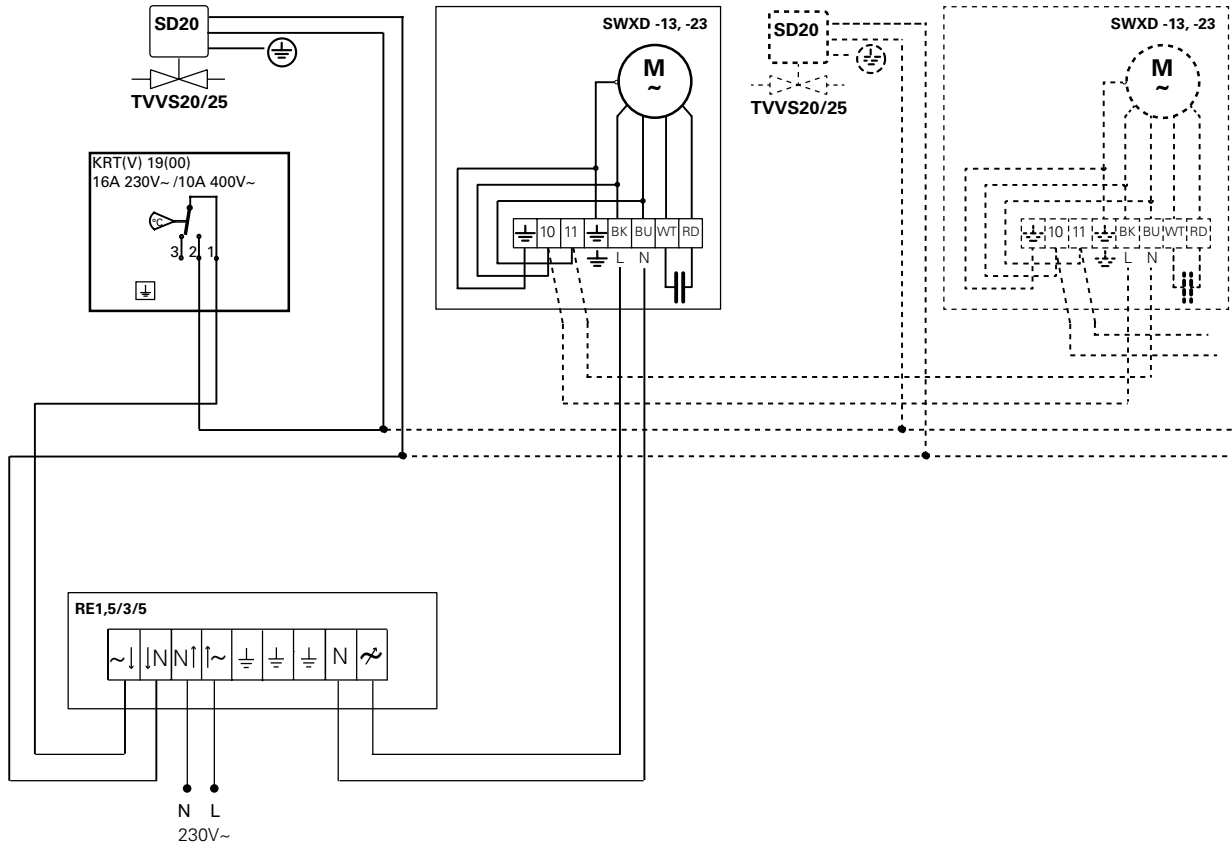 SD20
TVVS20/25
KRT(V) 19(00)
16A 230V~ /10A 400V~
°C
3 2 1
SWXD -13, -23
M
~
10 11 BK BU WT RD
L N
SD20
TVVS20/25
SWXD -13, -23
M
~
10 11 BK BU WT RD
L N
RE1,5/3/5
~↓ ↓N N↑ ↑~ N ~
N L
230V~